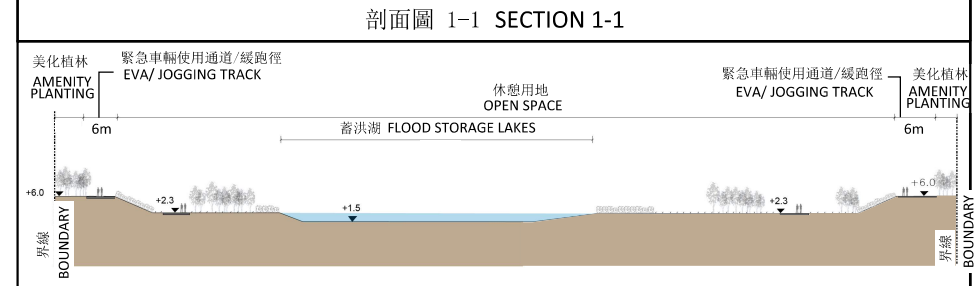 剖面圖 1-1 SECTION 1-1
美化植林
AMENITY
PLANTING
緊急車輛使用通道/緩跑徑
EVA/ JOGGING TRACK
6m
休憩用地
OPEN SPACE
蓄洪湖 FLOOD STORAGE LAKES
緊急車輛使用通道/緩跑徑
EVA/ JOGGING TRACK
美化植林
AMENITY
PLANTING
6m
+6.0
+2.3
+1.5
+2.3
+6.0
界線
BOUNDARY
界線
BOUNDARY